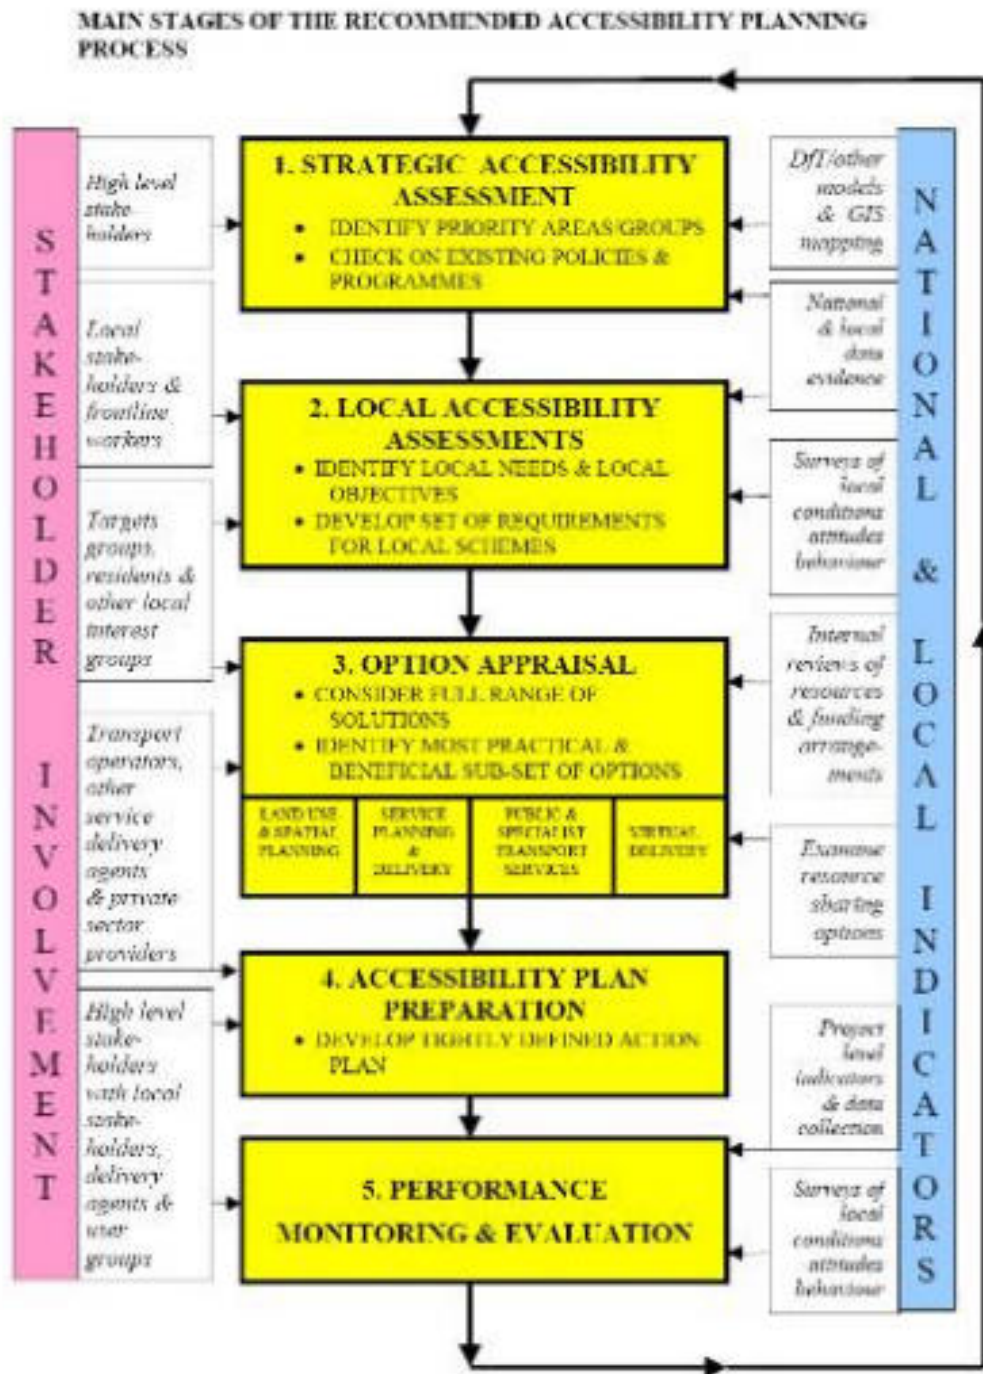 MAIN STAGES OF THE RECOMMENDED ACCESSIBILITY PLANNING
PROCESS
STAKEHOLDER INVOLVEMENT
High level
stake-
holders
Local
stake-
holders &
frontline
workers
Targets
groups,
residents &
other local
interest
groups
Transport
operators,
other
service
delivery
agents
& private
sector
providers
High level
stake-
holders
with local
stake-
holders,
delivery
agents &
user
groups
1. STRATEGIC ACCESSIBILITY
ASSESSMENT
• IDENTIFY PRIORITY AREAS/GROUPS
• CHECK ON EXISTING POLICIES &
PROGRAMMES
2. LOCAL ACCESSIBILITY
ASSESSMENTS
• IDENTIFY LOCAL NEEDS & LOCAL
OBJECTIVES
• DEVELOP SET OF REQUIREMENTS
FOR LOCAL SCHEMES
3. OPTION APPRAISAL
• CONSIDER FULL RANGE OF
SOLUTIONS
• IDENTIFY MOST PRACTICAL &
BENEFICIAL SUB-SET OF OPTIONS
LAND USE
& SPATIAL
PLANNING
SERVICE
PLANNING
&
DELIVERY
PUBLIC &
SPECIALIST
TRANSPORT
SERVICES
VIRTUAL
DELIVERY
4. ACCESSIBILITY PLAN
PREPARATION
• DEVELOP TIGHTLY DEFINED ACTION
PLAN
5. PERFORMANCE
MONITORING & EVALUATION
DfT/other
models
& GIS
mapping
National
& local
data
evidence
Surveys of
local
conditions
attitudes
behaviour
Internal
reviews of
resources
& funding
arrange-
ments
Examine
resource
sharing
options
Project
level
indicators
& data
collection
Surveys of
local
conditions
attitudes
behaviour
NATIONAL & LOCAL INDICATORS